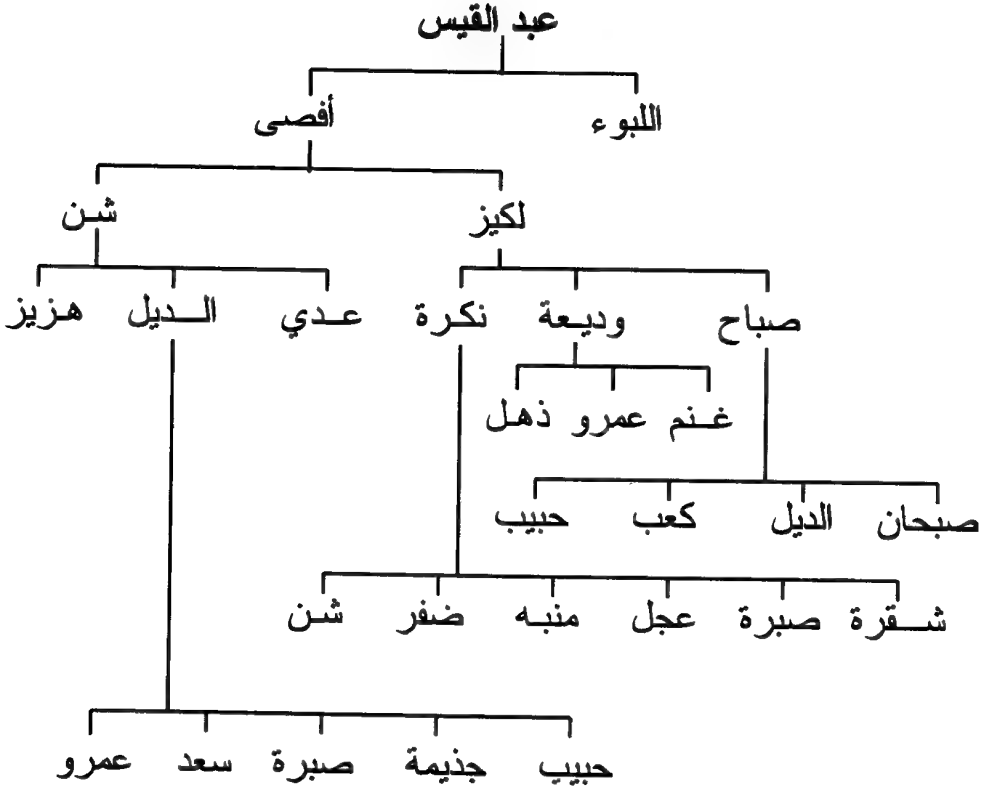 عبد القيس
اللبوء أفصى
لكيز شن
صباح وديعة نكرة عدي الديل هزيز
غنم عمرو ذهل
صبحان الديل كعب حبيب
شقرة صبرة عجل منبه ضفر شن
حبيب جذيمة صبرة سعد عمرو